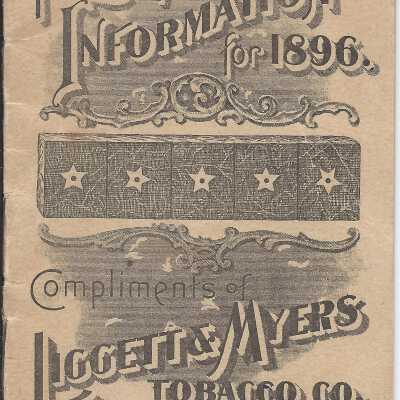 INFORMATION
for 1896.
Compliments of
LIGGETT & MYERS
TOBACCO CO.